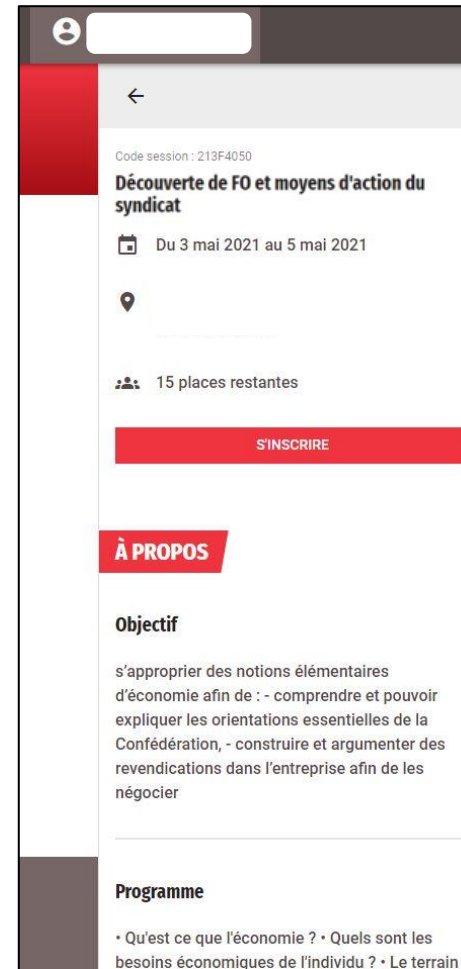 Code session : 213F4050
Découverte de FO et moyens d'action du
syndicat
Du 3 mai 2021 au 5 mai 2021
15 places restantes
S'INSCRIRE
À PROPOS
Objectif
s’approprier des notions élémentaires
d’économie afin de : - comprendre et pouvoir
expliquer les orientations essentielles de la
Confédération, - construire et argumenter des
revendications dans l’entreprise afin de les
négocier
Programme
• Qu'est ce que l'économie ? • Quels sont les
besoins économiques de l'individu ? • Le terrain